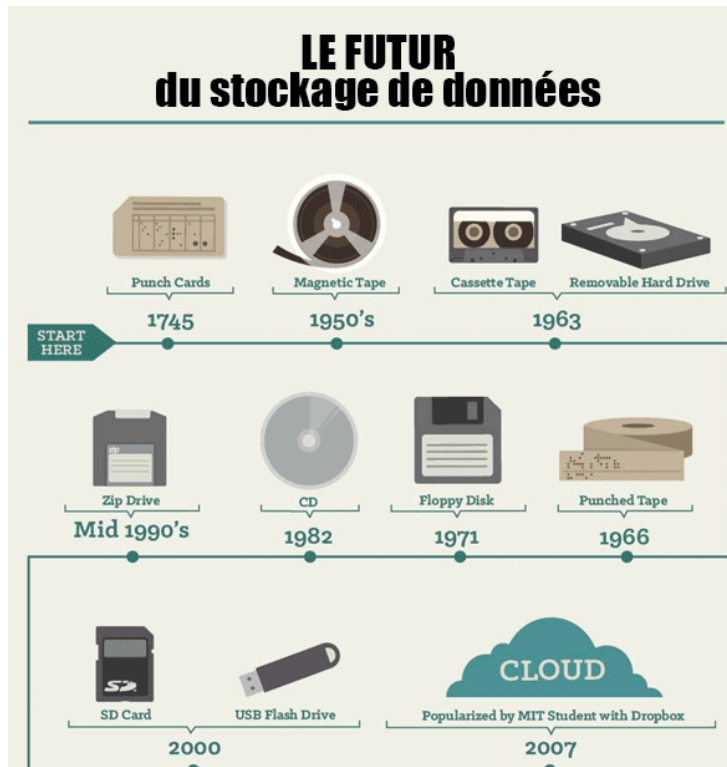 LE FUTUR
du stockage de données
Punch Cards
Magnetic Tape
Cassette Tape
Removable Hard Drive
1745
1950's
1963
START
HERE
zip
Zip Drive
CD
Floppy Disk
Punched Tape
Mid 1990's
1982
1971
1966
SD
CLOUD
SD Card
USB Flash Drive
Popularized by MIT Student with Dropbox
2000
2007